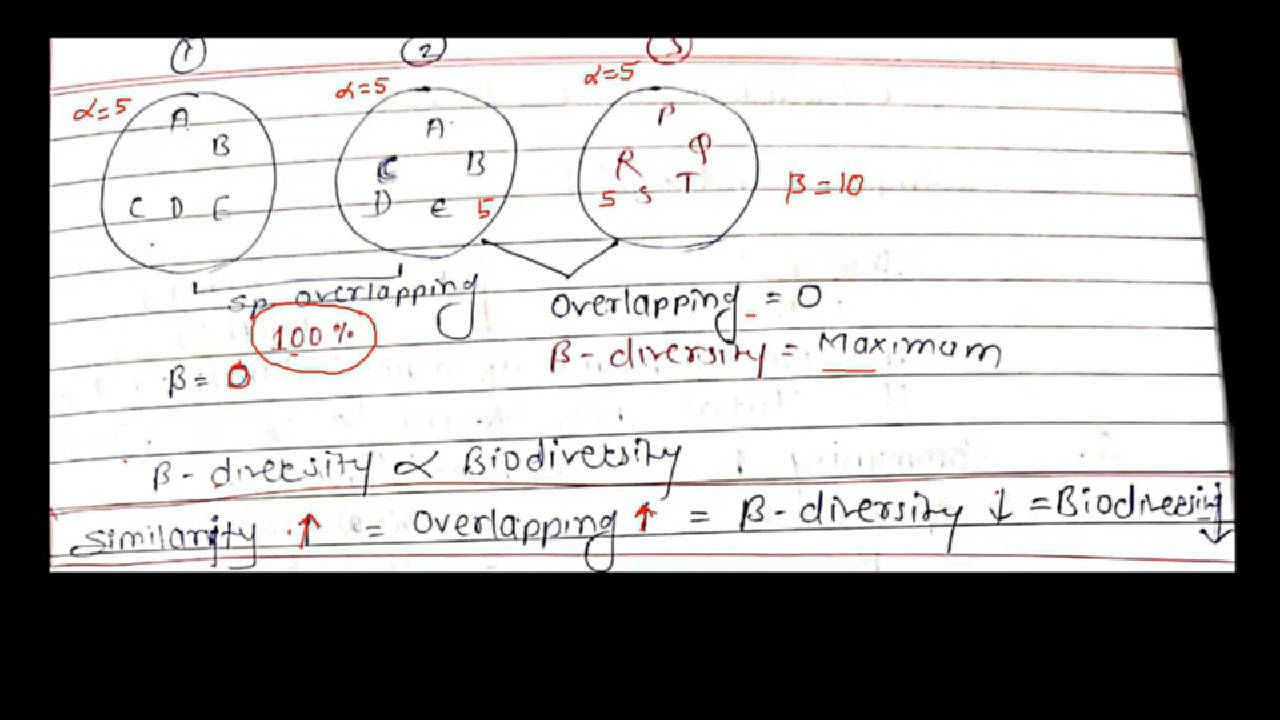 ① ② ③
α=5 α=5 α=5
A A P
B C B R Q
C D E D E 5 5 S T β=10
sp. overlapping overlapping = 0
100% β-diversity = Maximum
β= 0
β-diversity ∝ Biodiversity
Similarity ↑ = overlapping ↑ = β-diversity ↓ = Biodiversity ↓